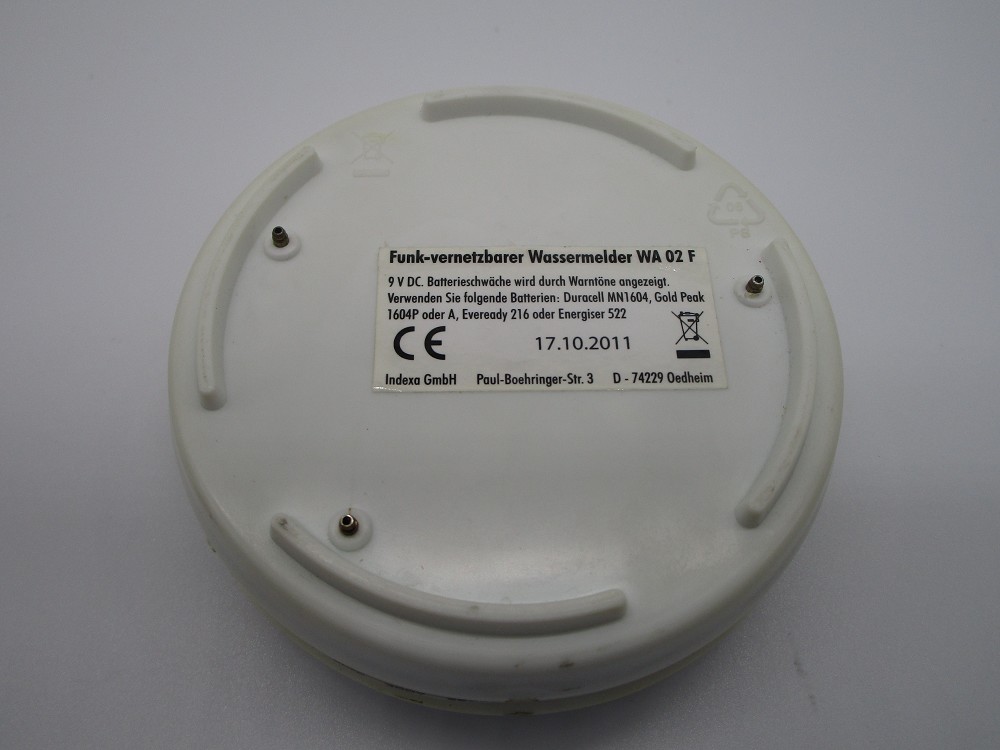 Funk-vernetzbarer Wassermelder WA 02 F
9 V DC. Batterieschwäche wird durch Warntöne angezeigt.
Verwenden Sie folgende Batterien: Duracell MN1604, Gold Peak
1604P oder A, Eveready 216 oder Energiser 522
CE
17.10.2011
Indexa GmbH Paul-Boehringer-Str. 3 D - 74229 Oedheim